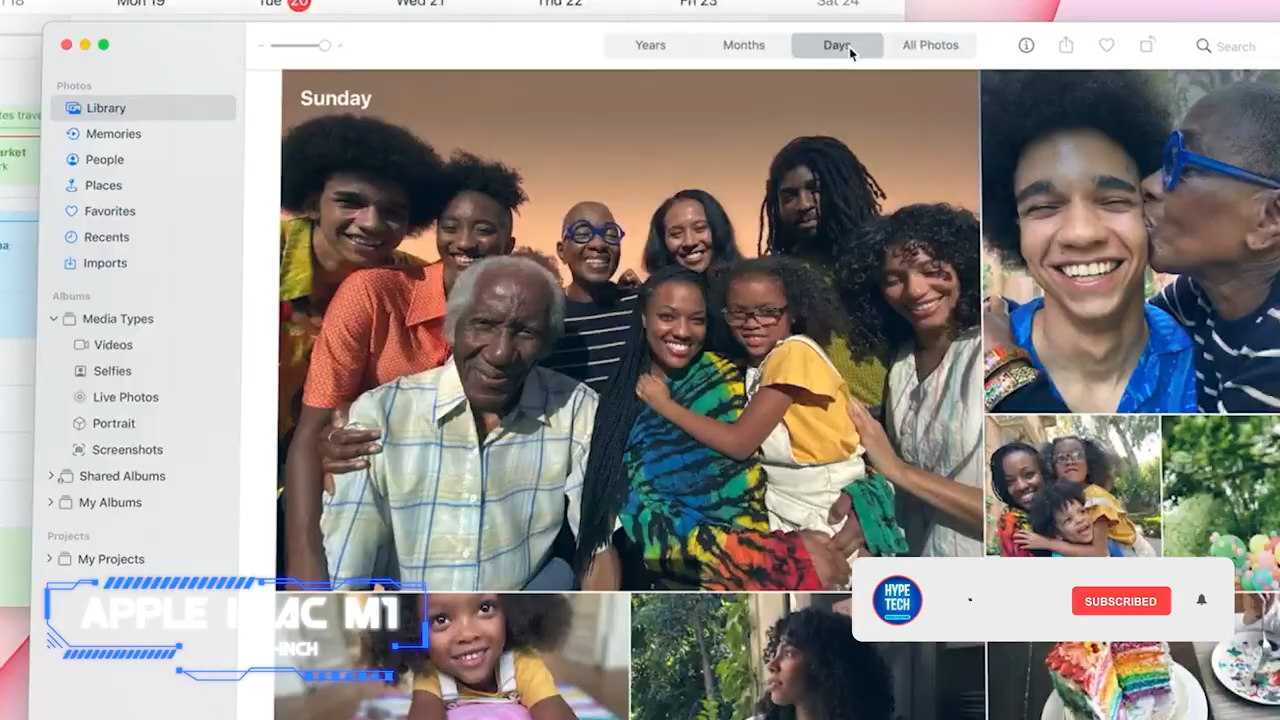 Mon 19
Tue 20
Wed 21
Thu 22
Fri 23
Sat 24
Years
Months
Days
All Photos
Search
Photos
Library
Memories
People
Places
Favorites
Recents
Imports
Albums
Media Types
Videos
Selfies
Live Photos
Portrait
Screenshots
Shared Albums
My Albums
Projects
My Projects
Sunday
APPLE
M1
HYPE
TECH
SUBSCRIBED